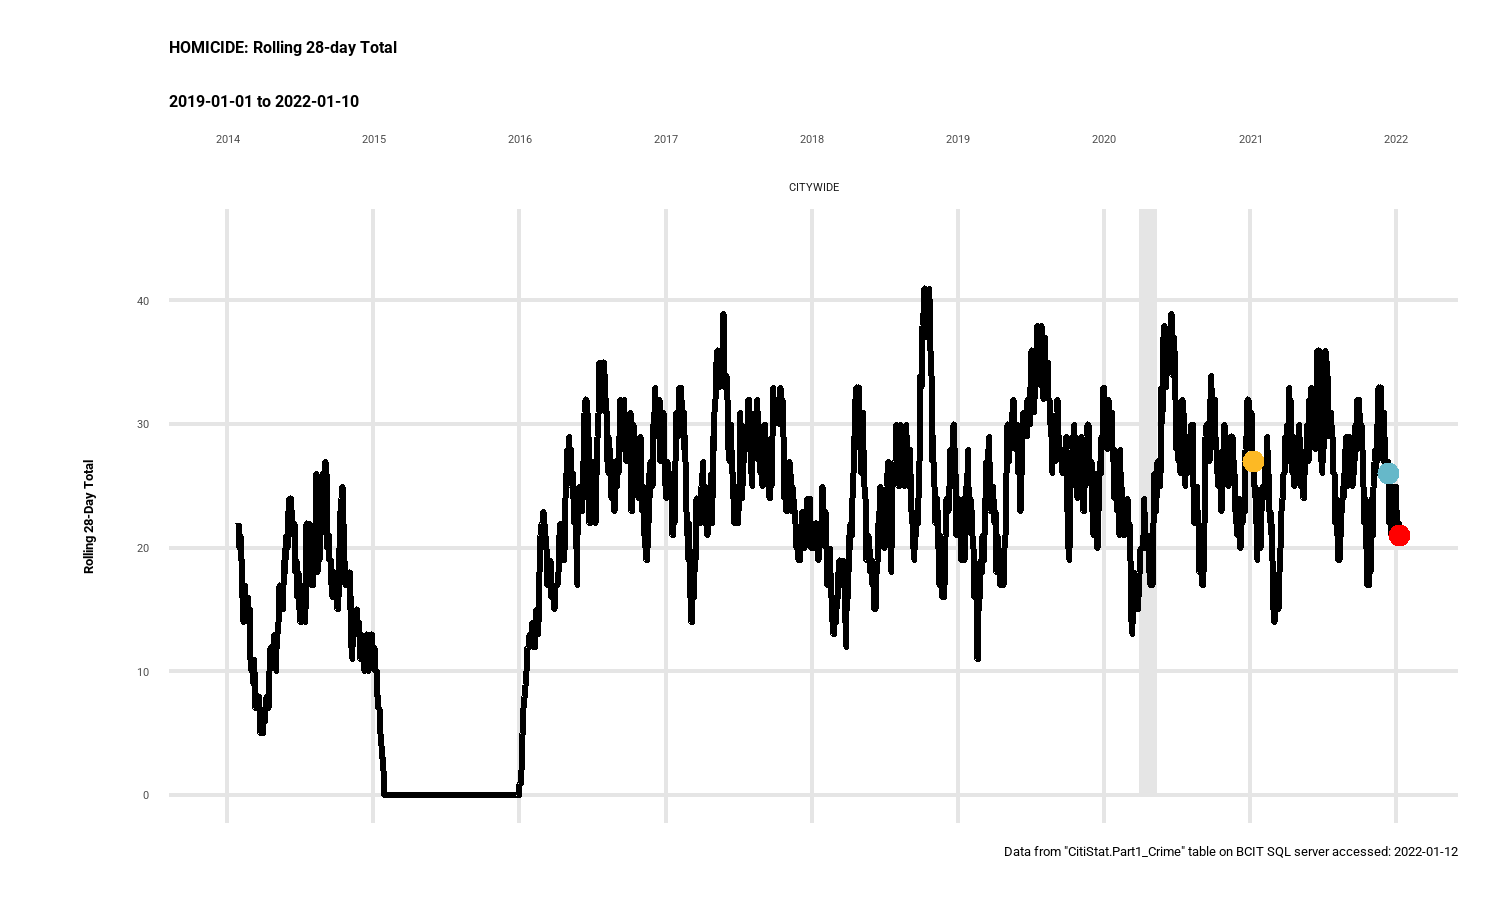 HOMICIDE: Rolling 28-day Total
2019-01-01 to 2022-01-10
2014 2015 2016 2017 2018 2019 2020 2021 2022
CITYWIDE
40
30
20
10
0
Rolling 28-Day Total
Data from "CitiStat.Part1_Crime" table on BCIT SQL server accessed: 2022-01-12